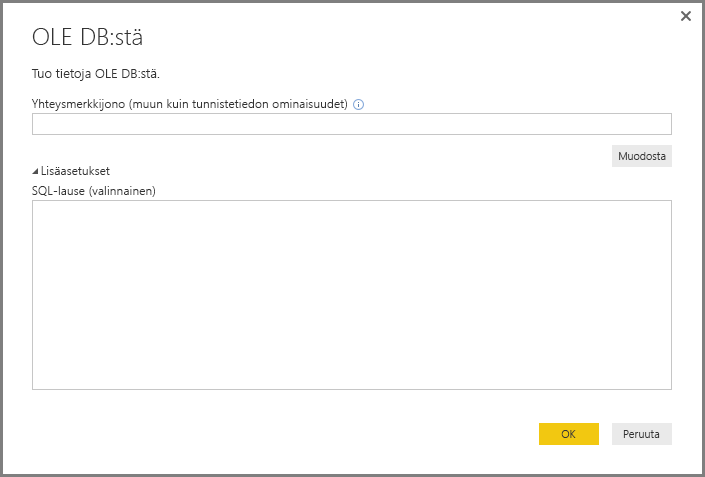 OLE DB:stä
Tuo tietoja OLE DB:stä.
Yhteysmerkkijono (muun kuin tunnistetiedon ominaisuudet)
Muodosta
Lisäasetukset
SQL-lause (valinnainen)
OK
Peruuta